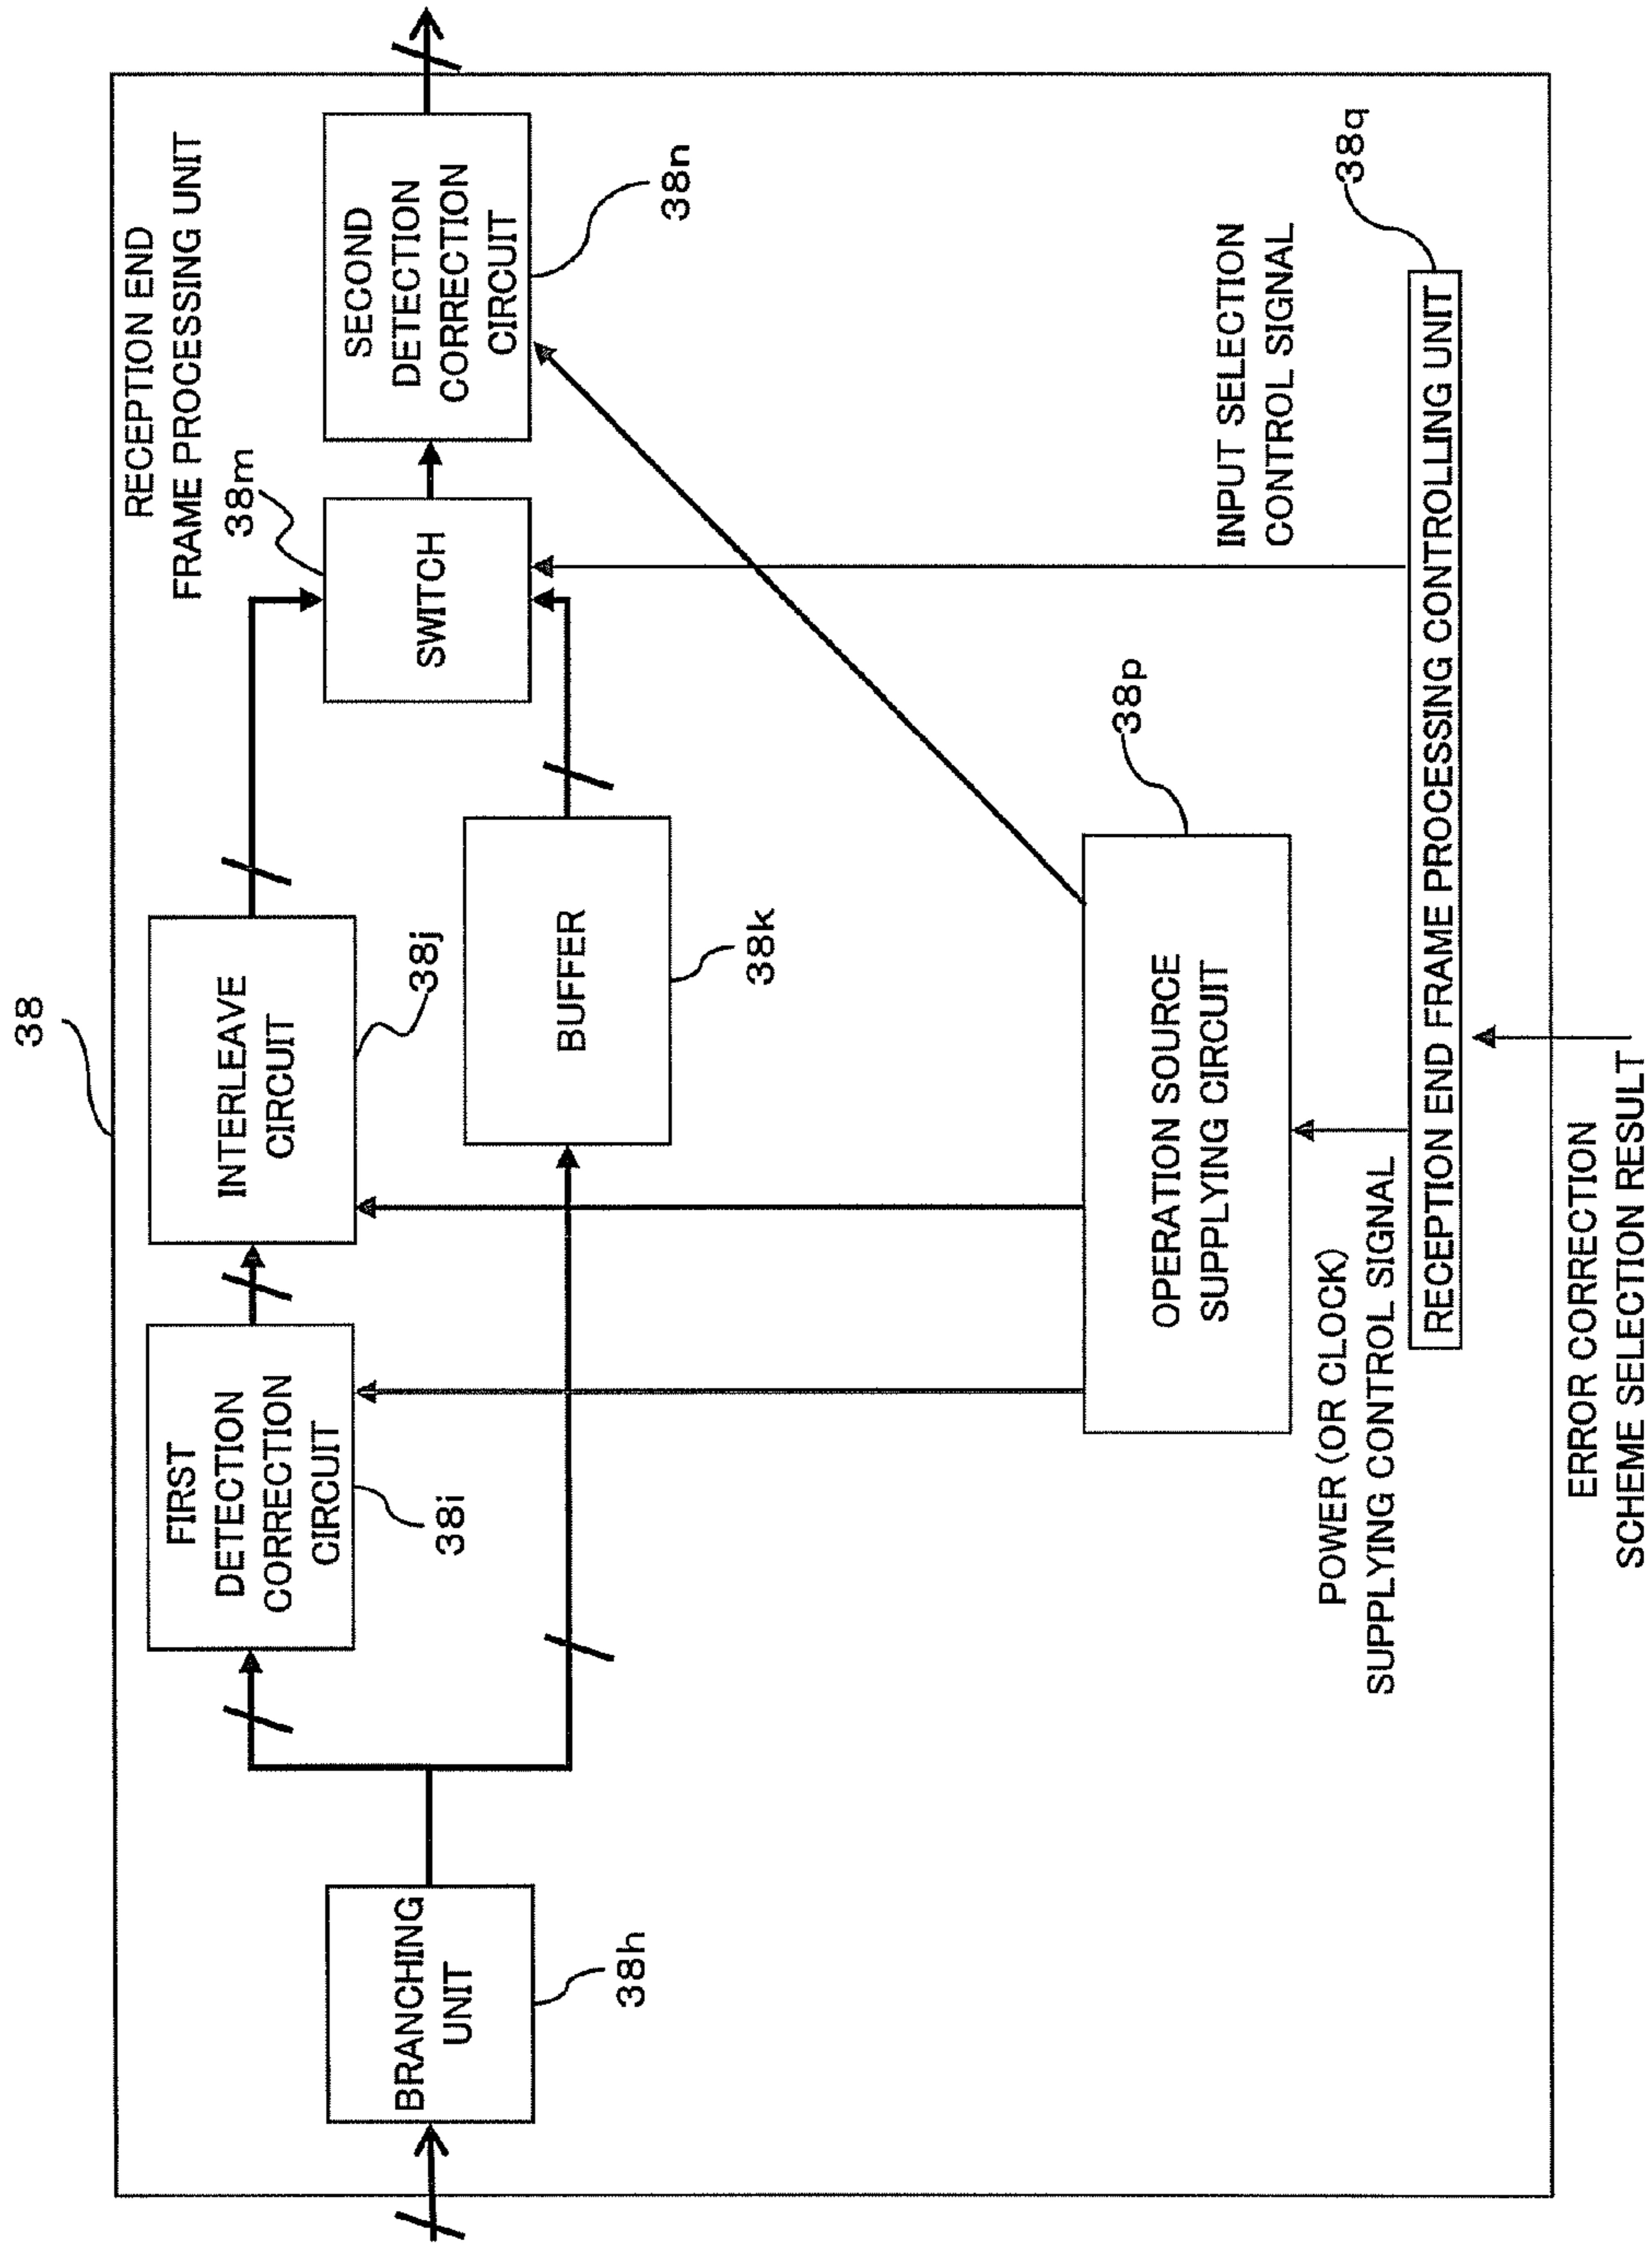 38
RECEPTION END
FRAME PROCESSING UNIT
FIRST
DETECTION
CORRECTION
CIRCUIT
38i
INTERLEAVE
CIRCUIT
38j
38m
SWITCH
SECOND
DETECTION
CORRECTION
CIRCUIT
38n
BRANCHING
UNIT
38h
BUFFER
38k
OPERATION SOURCE
SUPPLYING CIRCUIT
38p
INPUT SELECTION
CONTROL SIGNAL
POWER (OR CLOCK)
SUPPLYING CONTROL SIGNAL
RECEPTION END FRAME PROCESSING CONTROLLING UNIT
38q
ERROR CORRECTION
SCHEME SELECTION RESULT